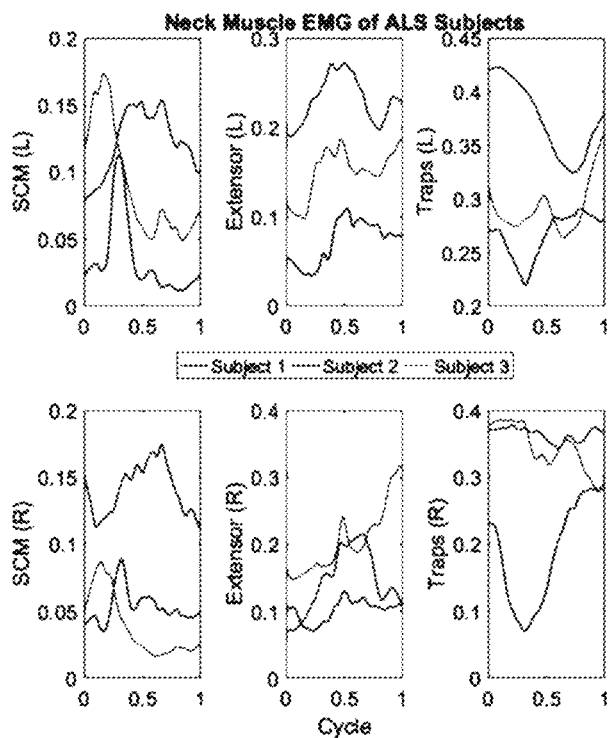 Neck Muscle EMG of ALS Subjects
SCM (L)
0.2
0.15
0.1
0.05
0
0 0.5 1
Extensor (L)
0.3
0.2
0.1
0
0 0.5 1
Traps (L)
0.45
0.4
0.35
0.3
0.25
0.2
0 0.5 1
Subject 1 Subject 2 Subject 3
SCM (R)
0.2
0.15
0.1
0.05
0
0 0.5 1
Extensor (R)
0.4
0.3
0.2
0.1
0
0 0.5 1
Traps (R)
0.4
0.3
0.2
0.1
0
0 0.5 1
Cycle